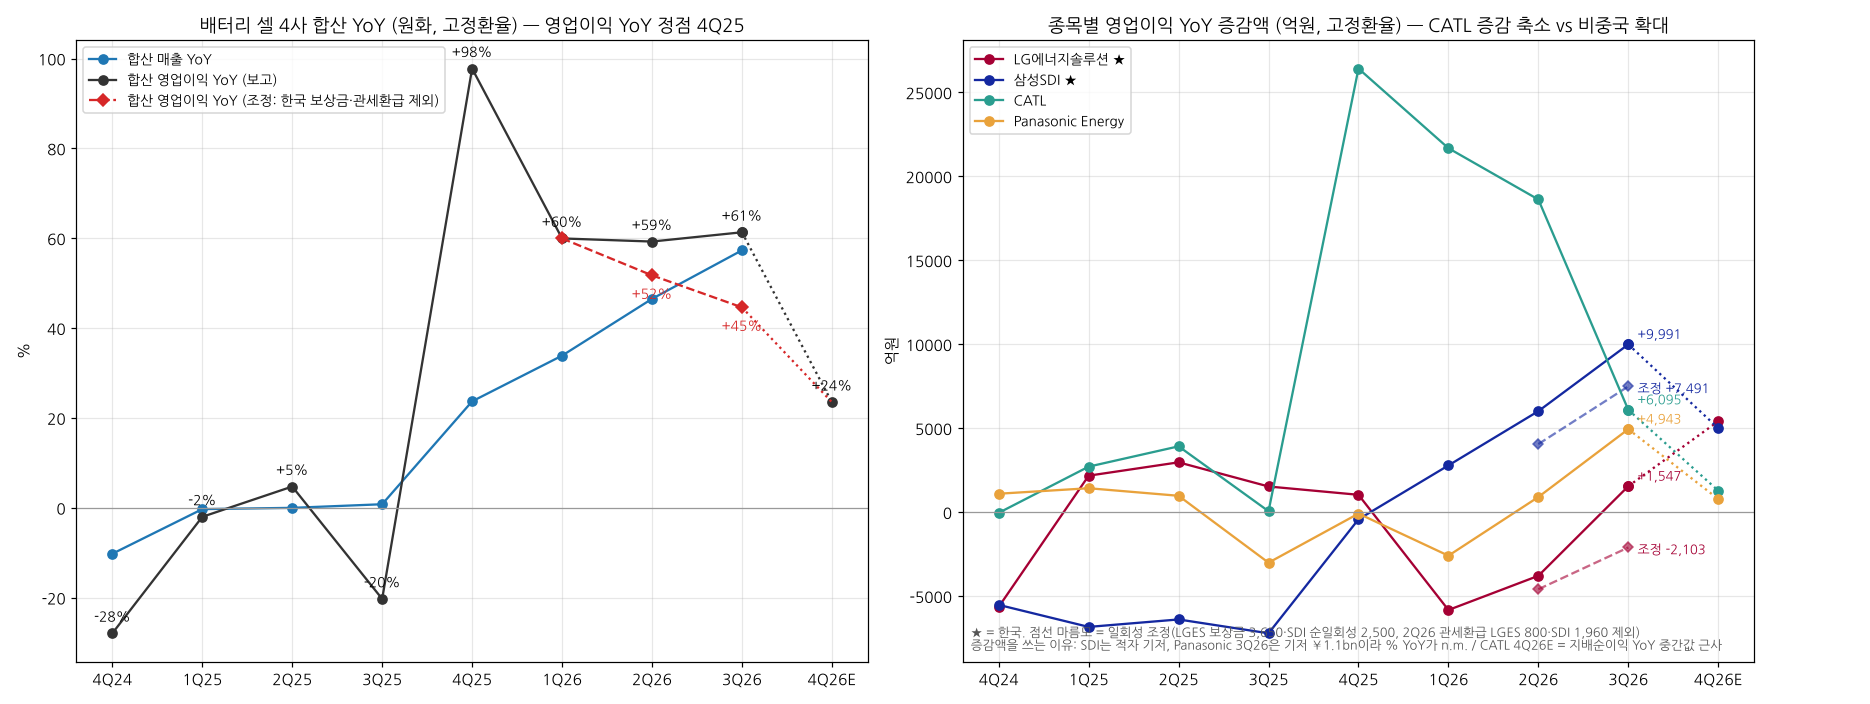 배터리 셀 4사 합산 YoY (원화, 고정환율) — 영업이익 YoY 정점 4Q25
합산 매출 YoY
합산 영업이익 YoY (보고)
합산 영업이익 YoY (조정: 한국 보상금·관세환급 제외)
%
100
80
60
40
20
0
-20
-28%
-2%
+5%
-20%
+98%
+60%
+59%
+61%
+24%
+45%
4Q24
1Q25
2Q25
3Q25
4Q25
1Q26
2Q26
3Q26
4Q26E
종목별 영업이익 YoY 증감액 (억원, 고정환율) — CATL 증감 축소 vs 비중국 확대
LG에너지솔루션 ★
삼성SDI ★
CATL
Panasonic Energy
억원
25000
20000
15000
10000
5000
0
-5000
+9,991
조정 +7,491
+6,095
+4,943
+1,547
조정 -2,103
★ = 한국. 점선 마름모 = 일회성 조정(LGES 보상금 3,650·SDI 순일회성 2,500, 2Q26 관세환급 LGES 800·SDI 1,960 제외)
증감액을 쓰는 이유: SDI는 적자 기저, Panasonic 3Q26은 기저 ￥1.1bn이라 % YoY가 n.m. / CATL 4Q26E = 지배순이익 YoY 중간값 근사
4Q24
1Q25
2Q25
3Q25
4Q25
1Q26
2Q26
3Q26
4Q26E